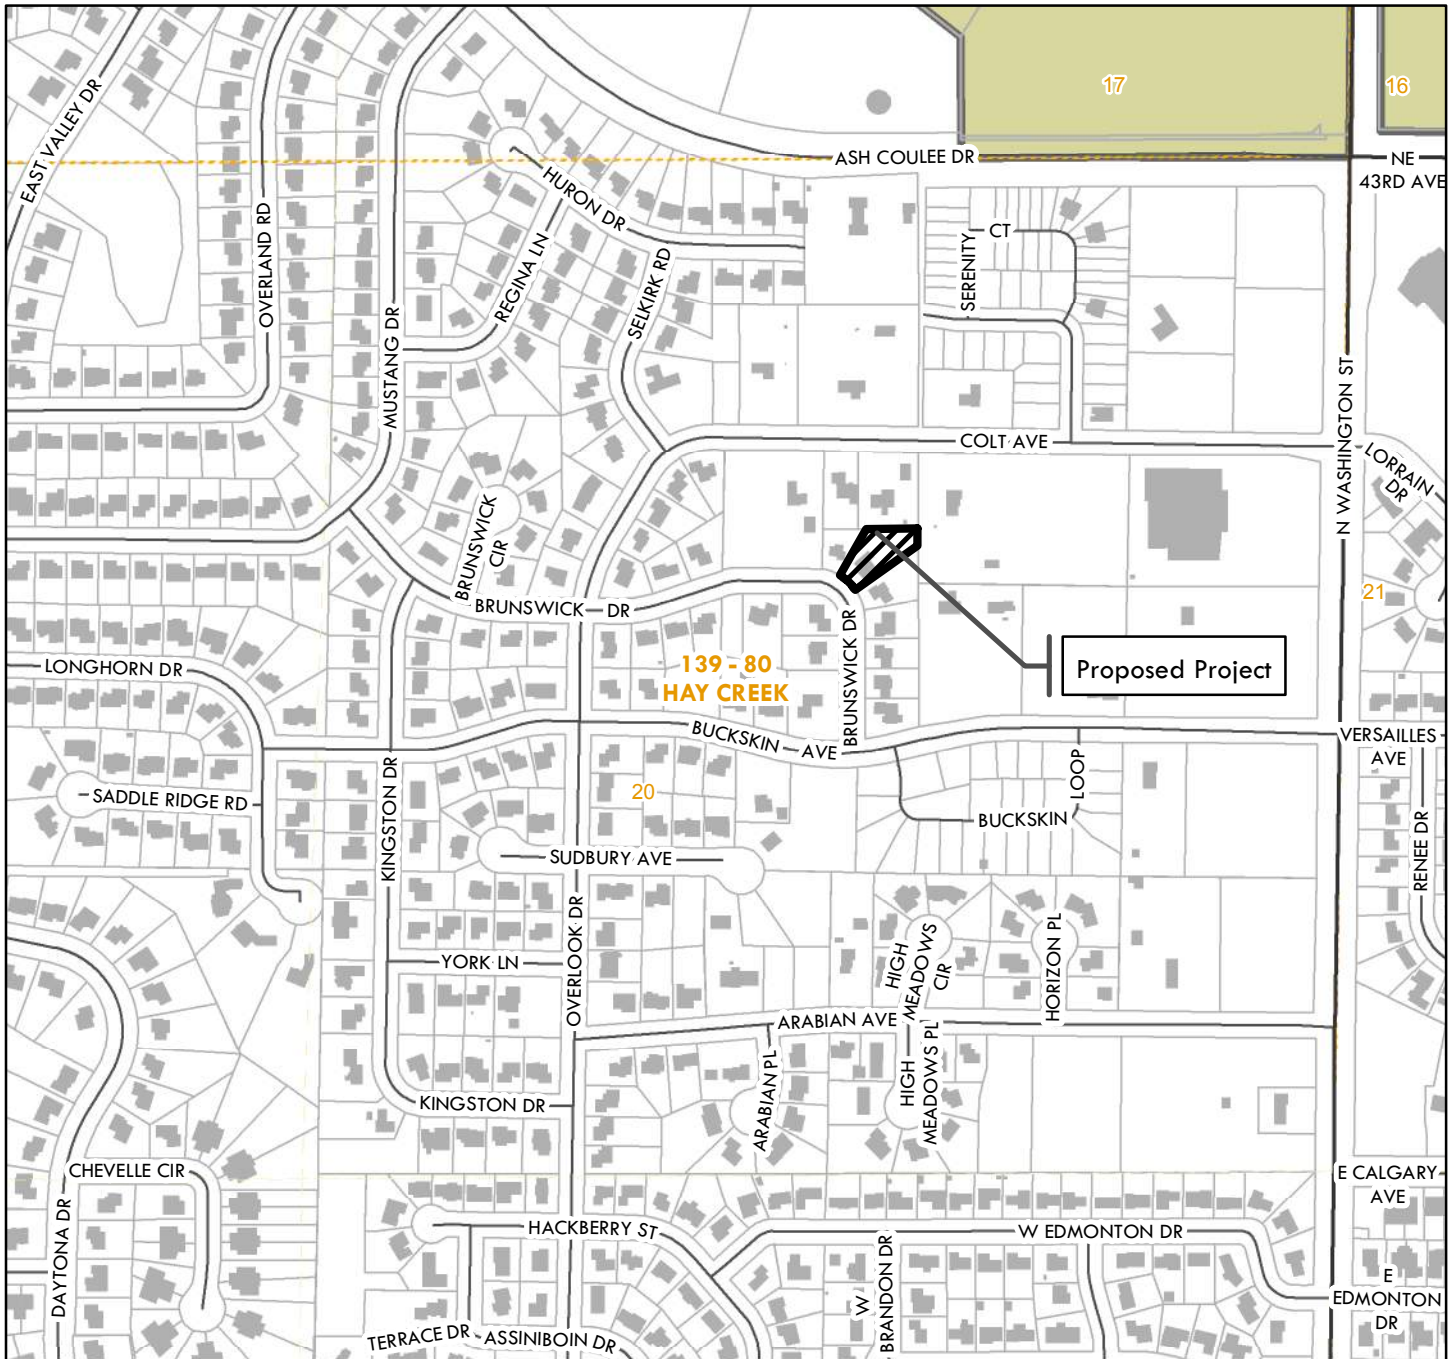 17
16
ASH COULEE DR
NE
43RD AVE
EAST VALLEY DR
OVERLAND RD
HURON DR
REGINA LN
SELKIRK RD
MUSTANG DR
SERENITY
CT
COLT AVE
N WASHINGTON ST
LORRAIN
DR
BRUNSWICK
CIR
BRUNSWICK DR
BRUNSWICK DR
21
139 - 80
HAY CREEK
Proposed Project
LONGHORN DR
BUCKSKIN AVE
VERSAILLES
AVE
SADDLE RIDGE RD
KINGSTON DR
20
LOOP
BUCKSKIN
RENEE DR
SUDBURY AVE
OVERLOOK DR
YORK LN
HIGH
MEADOWS
CIR
HORIZON PL
ARABIAN AVE
ARABIAN PL
HIGH
MEADOWS PL
KINGSTON DR
CHEVELLE CIR
E CALGARY
AVE
DAYTONA DR
HACKBERRY ST
W EDMONTON DR
W
BRANDON DR
E
EDMONTON
DR
TERRACE DR
ASSINIBOIN DR